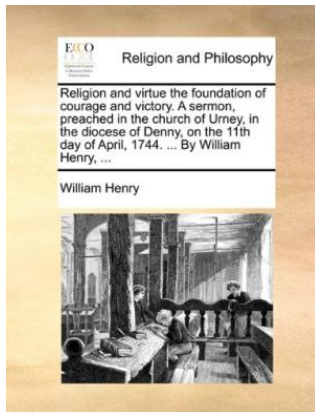 ECCO
Religion and Philosophy
Religion and virtue the foundation of
courage and victory. A sermon,
preached in the church of Urney, in
the diocese of Denny, on the 11th
day of April, 1744. ... By William
Henry, ...
William Henry